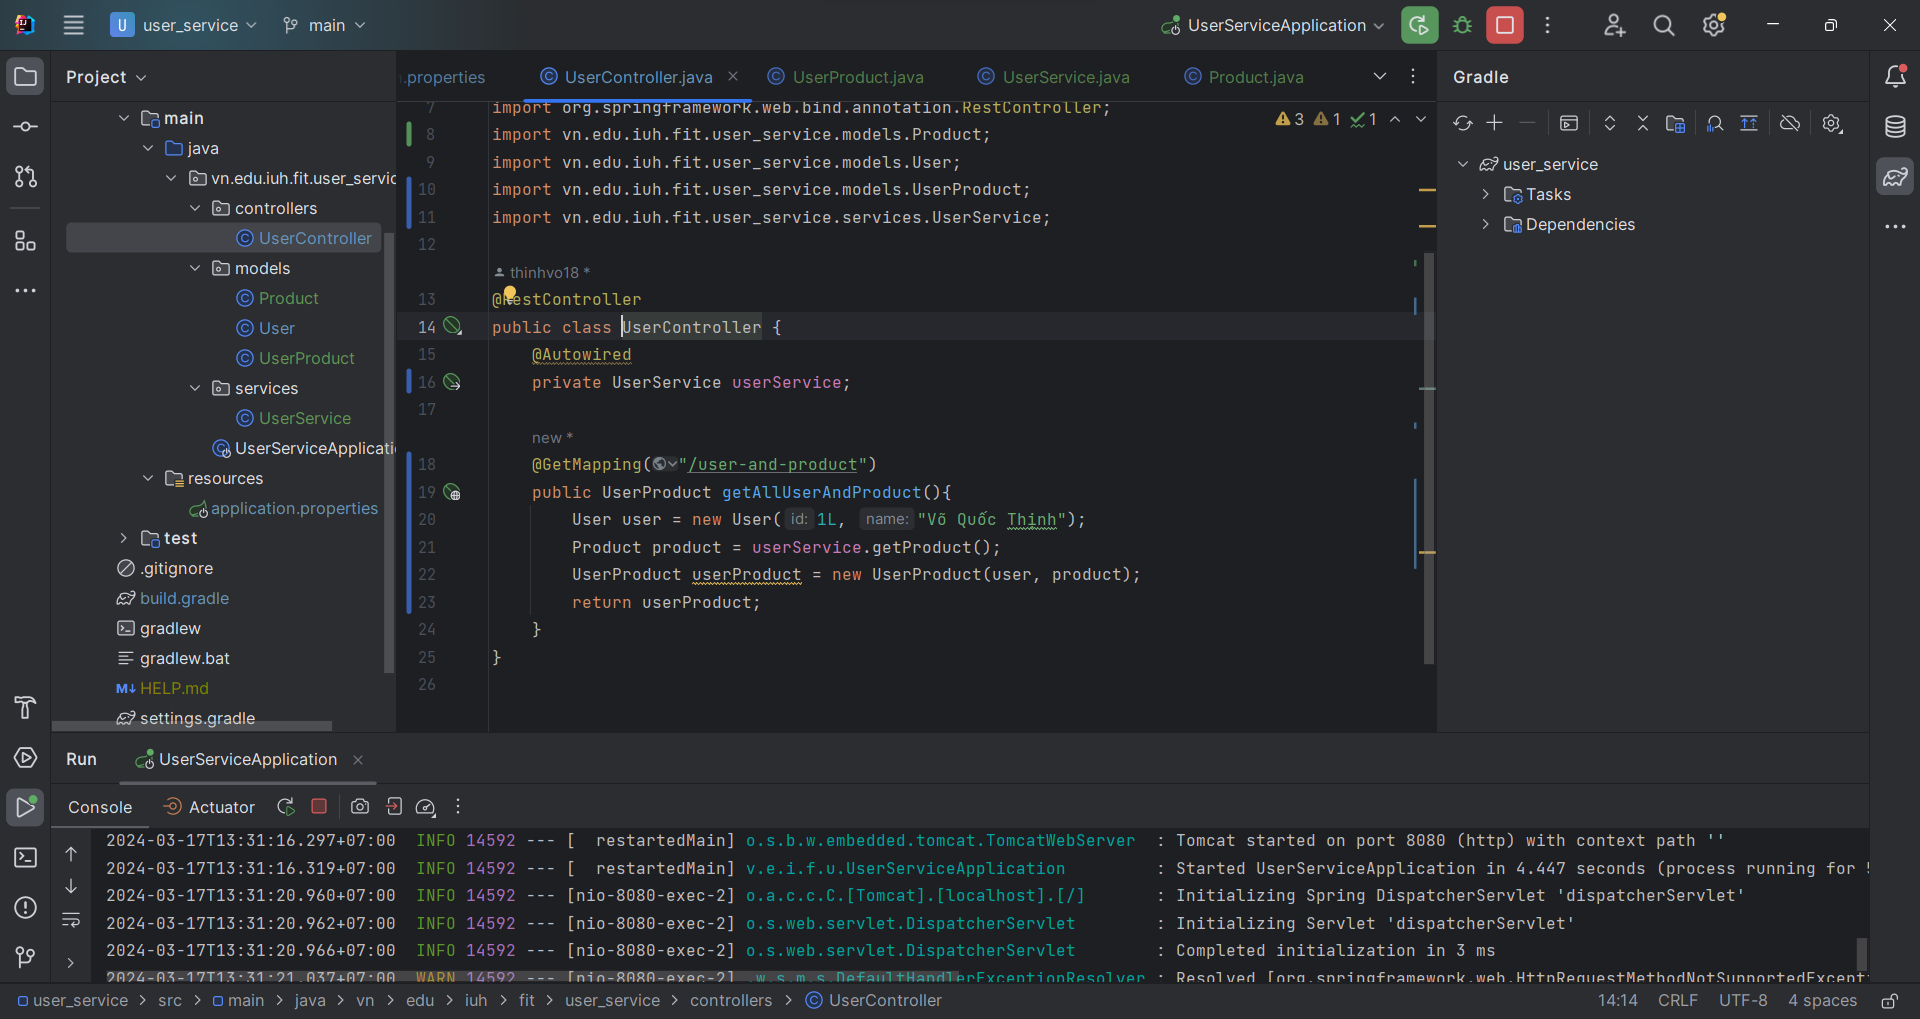 U user_service main UserServiceApplication
Project
main
java
vn.edu.iuh.fit.user_servic
controllers
UserController
models
Product
User
UserProduct
services
UserService
UserServiceApplicati
resources
application.properties
test
.gitignore
build.gradle
gradlew
gradlew.bat
M↓ HELP.md
settings.gradle
.properties UserController.java UserProduct.java UserService.java Product.java
3 1 1
7 import org.springframework.web.bind.annotation.RestController;
8 import vn.edu.iuh.fit.user_service.models.Product;
9 import vn.edu.iuh.fit.user_service.models.User;
10 import vn.edu.iuh.fit.user_service.models.UserProduct;
11 import vn.edu.iuh.fit.user_service.services.UserService;
12
thinhvo18 *
13 @RestController
14 public class UserController {
15 @Autowired
16 private UserService userService;
17
new *
18 @GetMapping("/user-and-product")
19 public UserProduct getAllUserAndProduct(){
20 User user = new User( id: 1L, name: "Võ Quốc Thịnh");
21 Product product = userService.getProduct();
22 UserProduct userProduct = new UserProduct(user, product);
23 return userProduct;
24 }
25 }
26
Gradle
user_service
Tasks
Dependencies
Run UserServiceApplication
Console Actuator
2024-03-17T13:31:16.297+07:00 INFO 14592 --- [ restartedMain] o.s.b.w.embedded.tomcat.TomcatWebServer : Tomcat started on port 8080 (http) with context path ''
2024-03-17T13:31:16.319+07:00 INFO 14592 --- [ restartedMain] v.e.i.f.u.UserServiceApplication : Started UserServiceApplication in 4.447 seconds (process running for
2024-03-17T13:31:20.960+07:00 INFO 14592 --- [nio-8080-exec-2] o.a.c.c.C.[Tomcat].[localhost].[/] : Initializing Spring DispatcherServlet 'dispatcherServlet'
2024-03-17T13:31:20.962+07:00 INFO 14592 --- [nio-8080-exec-2] o.s.web.servlet.DispatcherServlet : Initializing Servlet 'dispatcherServlet'
2024-03-17T13:31:20.966+07:00 INFO 14592 --- [nio-8080-exec-2] o.s.web.servlet.DispatcherServlet : Completed initialization in 3 ms
2024-03-17T13:31:21.037+07:00 WARN 14592 --- [nio-8080-exec-2] .w.s.m.s.DefaultHandlerExceptionResolver : Resolved [org.springframework.web.HttpRequestMethodNotSupportedExcept
user_service > src > main > java > vn > edu > iuh > fit > user_service > controllers > UserController 14:14 CRLF UTF-8 4 spaces